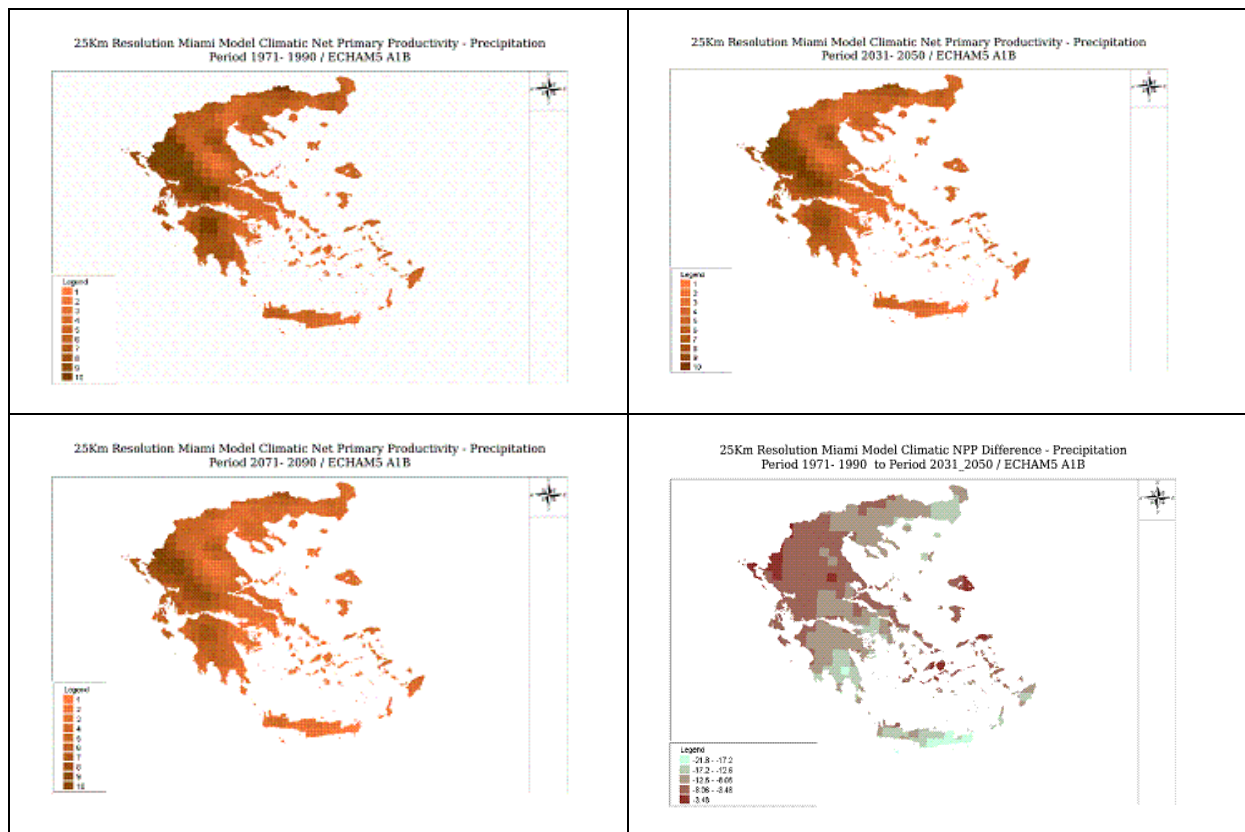 25Km Resolution Miami Model Climatic Net Primary Productivity - Precipitation
Period 1971- 1990 / ECHAM5 A1B
Legend
1
2
3
4
5
6
7
8
9
10
25Km Resolution Miami Model Climatic Net Primary Productivity - Precipitation
Period 2031- 2050 / ECHAM5 A1B
Legend
1
2
3
4
5
6
7
8
9
10
25Km Resolution Miami Model Climatic Net Primary Productivity - Precipitation
Period 2071- 2090 / ECHAM5 A1B
Legend
1
2
3
4
5
6
7
8
9
10
25Km Resolution Miami Model Climatic NPP Difference - Precipitation
Period 1971- 1990 to Period 2031_2050 / ECHAM5 A1B
Legend
-21.8 - -17.2
-17.2 - -12.6
-12.6 - -8.06
-8.06 - -3.48
-3.48